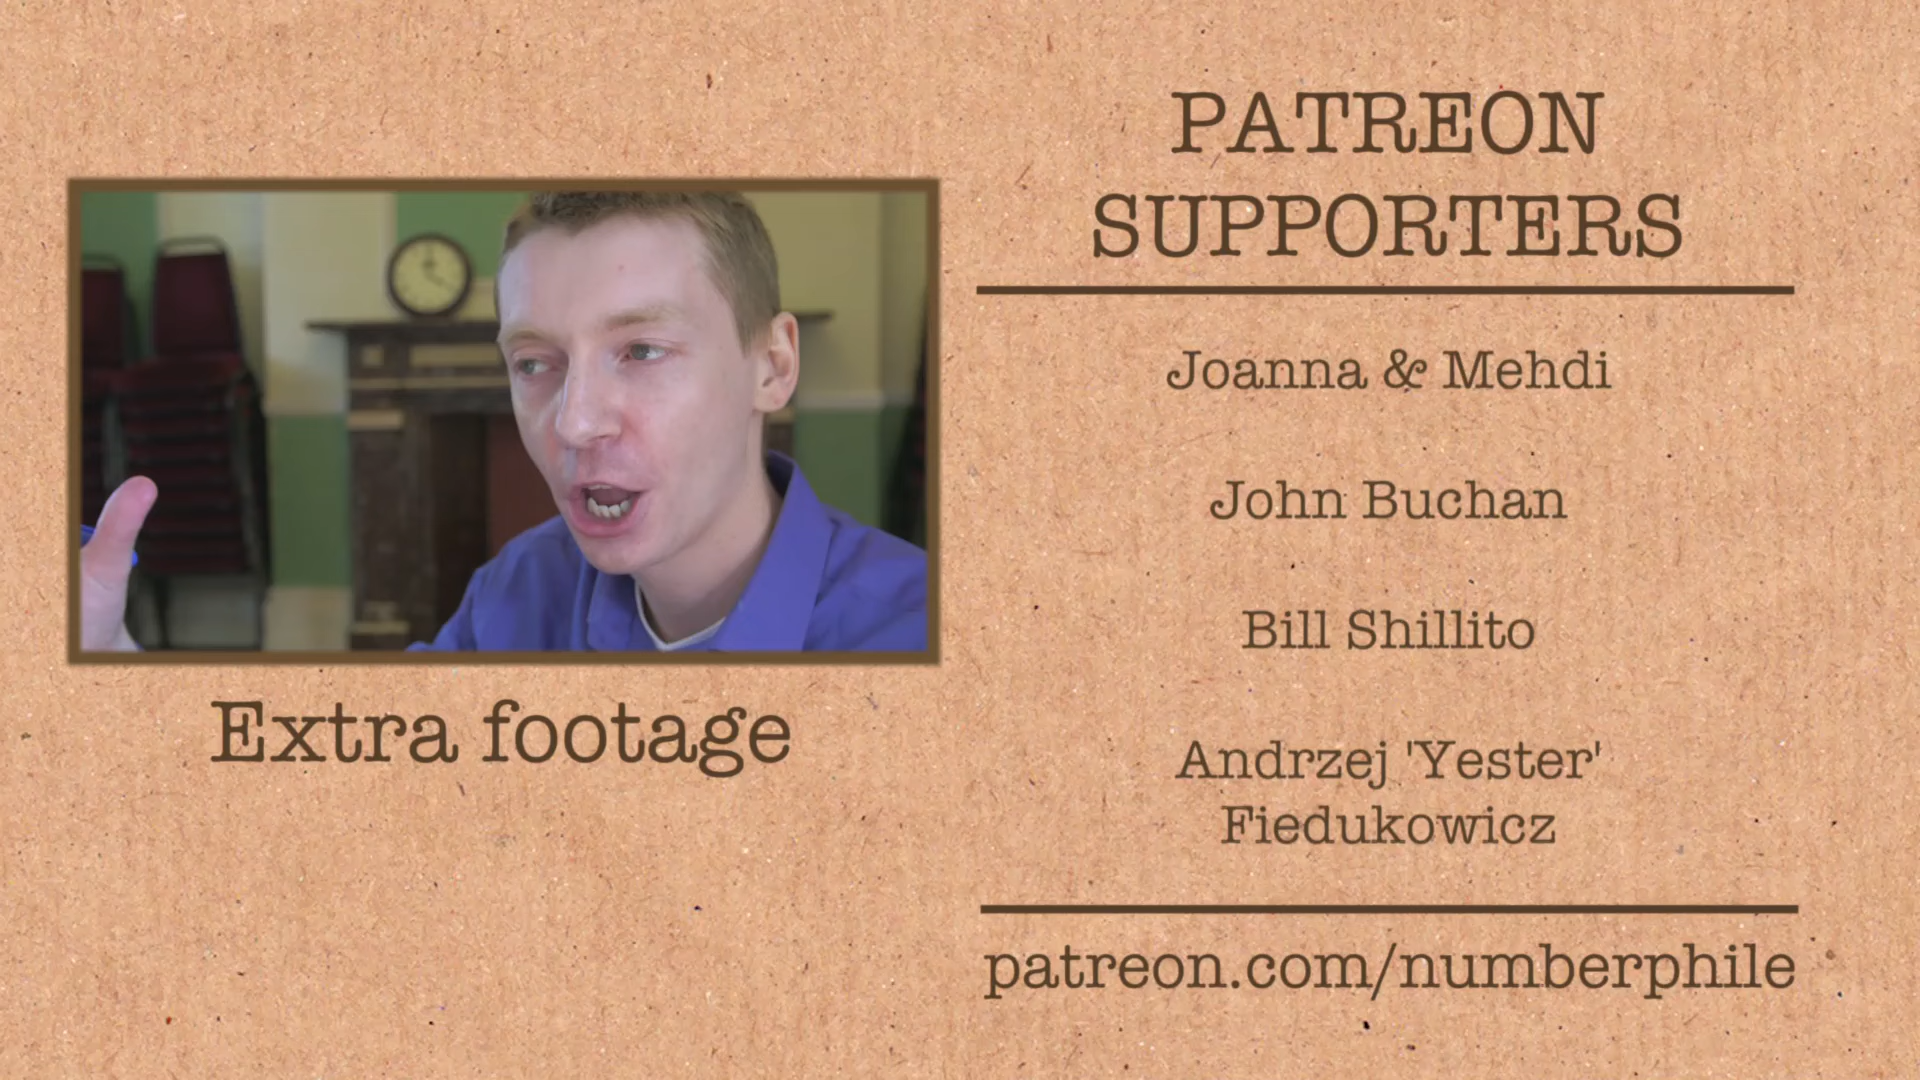 PATREON
SUPPORTERS
Joanna & Mehdi
John Buchan
Bill Shillito
Andrzej 'Yester'
Fiedukowicz
patreon.com/numberphile
Extra footage